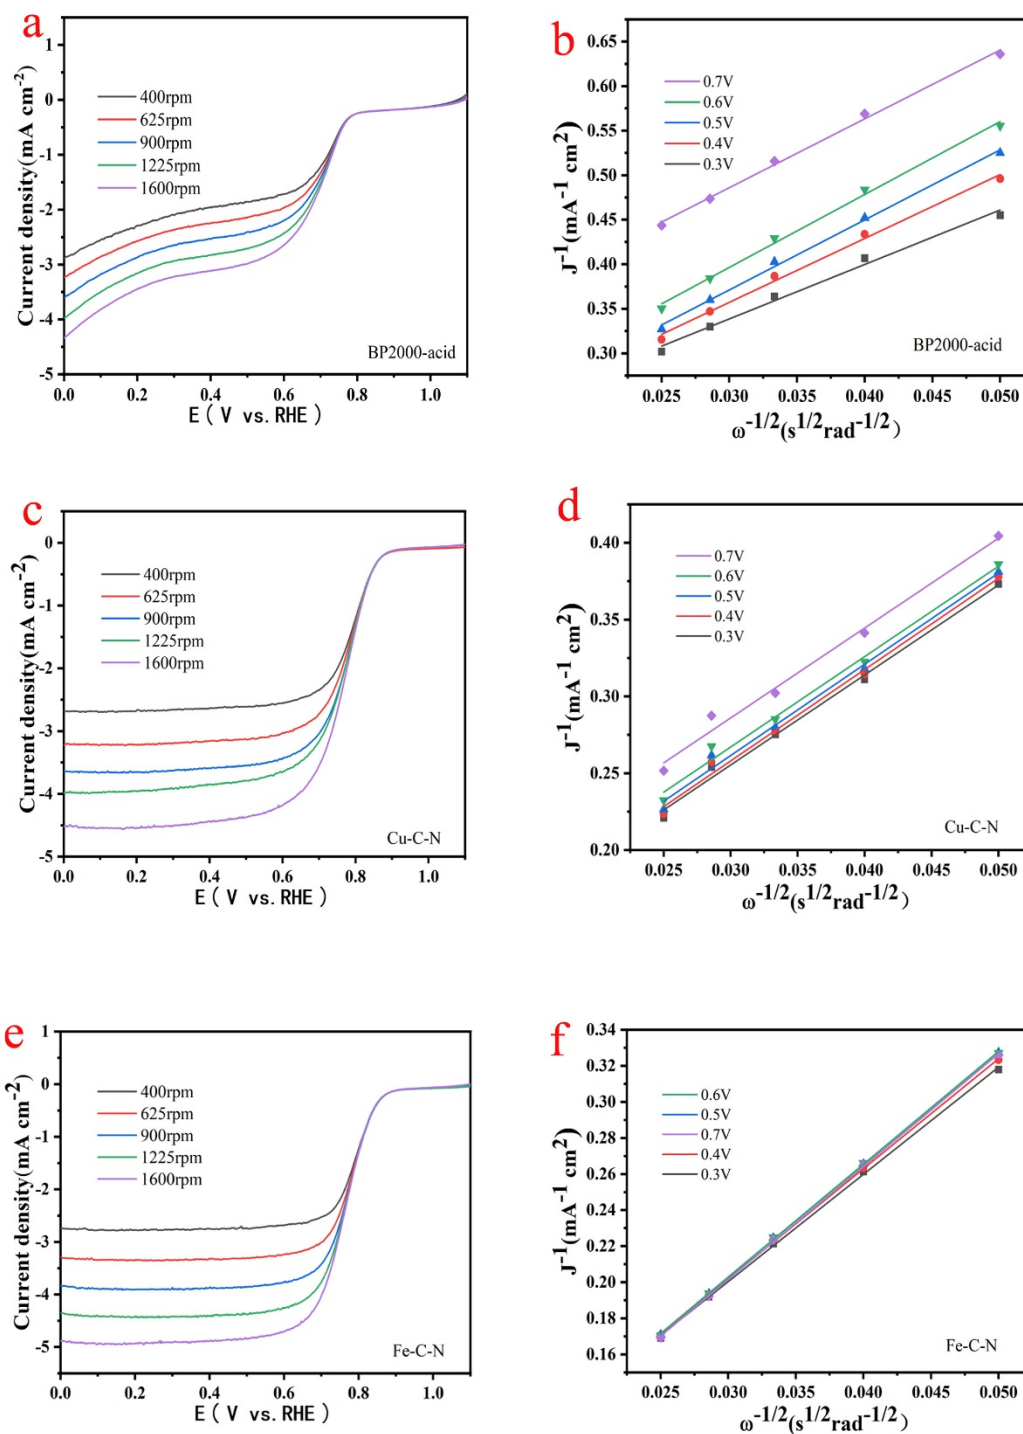 a
1
0
-1
-2
-3
-4
-5
Current density(mA cm-2)
400rpm
625rpm
900rpm
1225rpm
1600rpm
BP2000-acid
0.0 0.2 0.4 0.6 0.8 1.0
E( V vs.RHE)
b
0.65
0.60
0.55
0.50
0.45
0.40
0.35
0.30
J-1(mA-1 cm2)
0.7V
0.6V
0.5V
0.4V
0.3V
BP2000-acid
0.025 0.030 0.035 0.040 0.045 0.050
ω-1/2(s1/2rad-1/2)
c
0
-1
-2
-3
-4
-5
Current density(mA cm-2)
400rpm
625rpm
900rpm
1225rpm
1600rpm
Cu-C-N
0.0 0.2 0.4 0.6 0.8 1.0
E( V vs.RHE)
d
0.40
0.35
0.30
0.25
0.20
J-1(mA-1 cm2)
0.7V
0.6V
0.5V
0.4V
0.3V
Cu-C-N
0.025 0.030 0.035 0.040 0.045 0.050
ω-1/2(s1/2rad-1/2)
e
1
0
-1
-2
-3
-4
-5
Current density(mA cm-2)
400rpm
625rpm
900rpm
1225rpm
1600rpm
Fe-C-N
0.0 0.2 0.4 0.6 0.8 1.0
E( V vs.RHE)
f
0.34
0.32
0.30
0.28
0.26
0.24
0.22
0.20
0.18
0.16
J-1(mA-1 cm2)
0.6V
0.5V
0.7V
0.4V
0.3V
Fe-C-N
0.025 0.030 0.035 0.040 0.045 0.050
ω-1/2(s1/2rad-1/2)